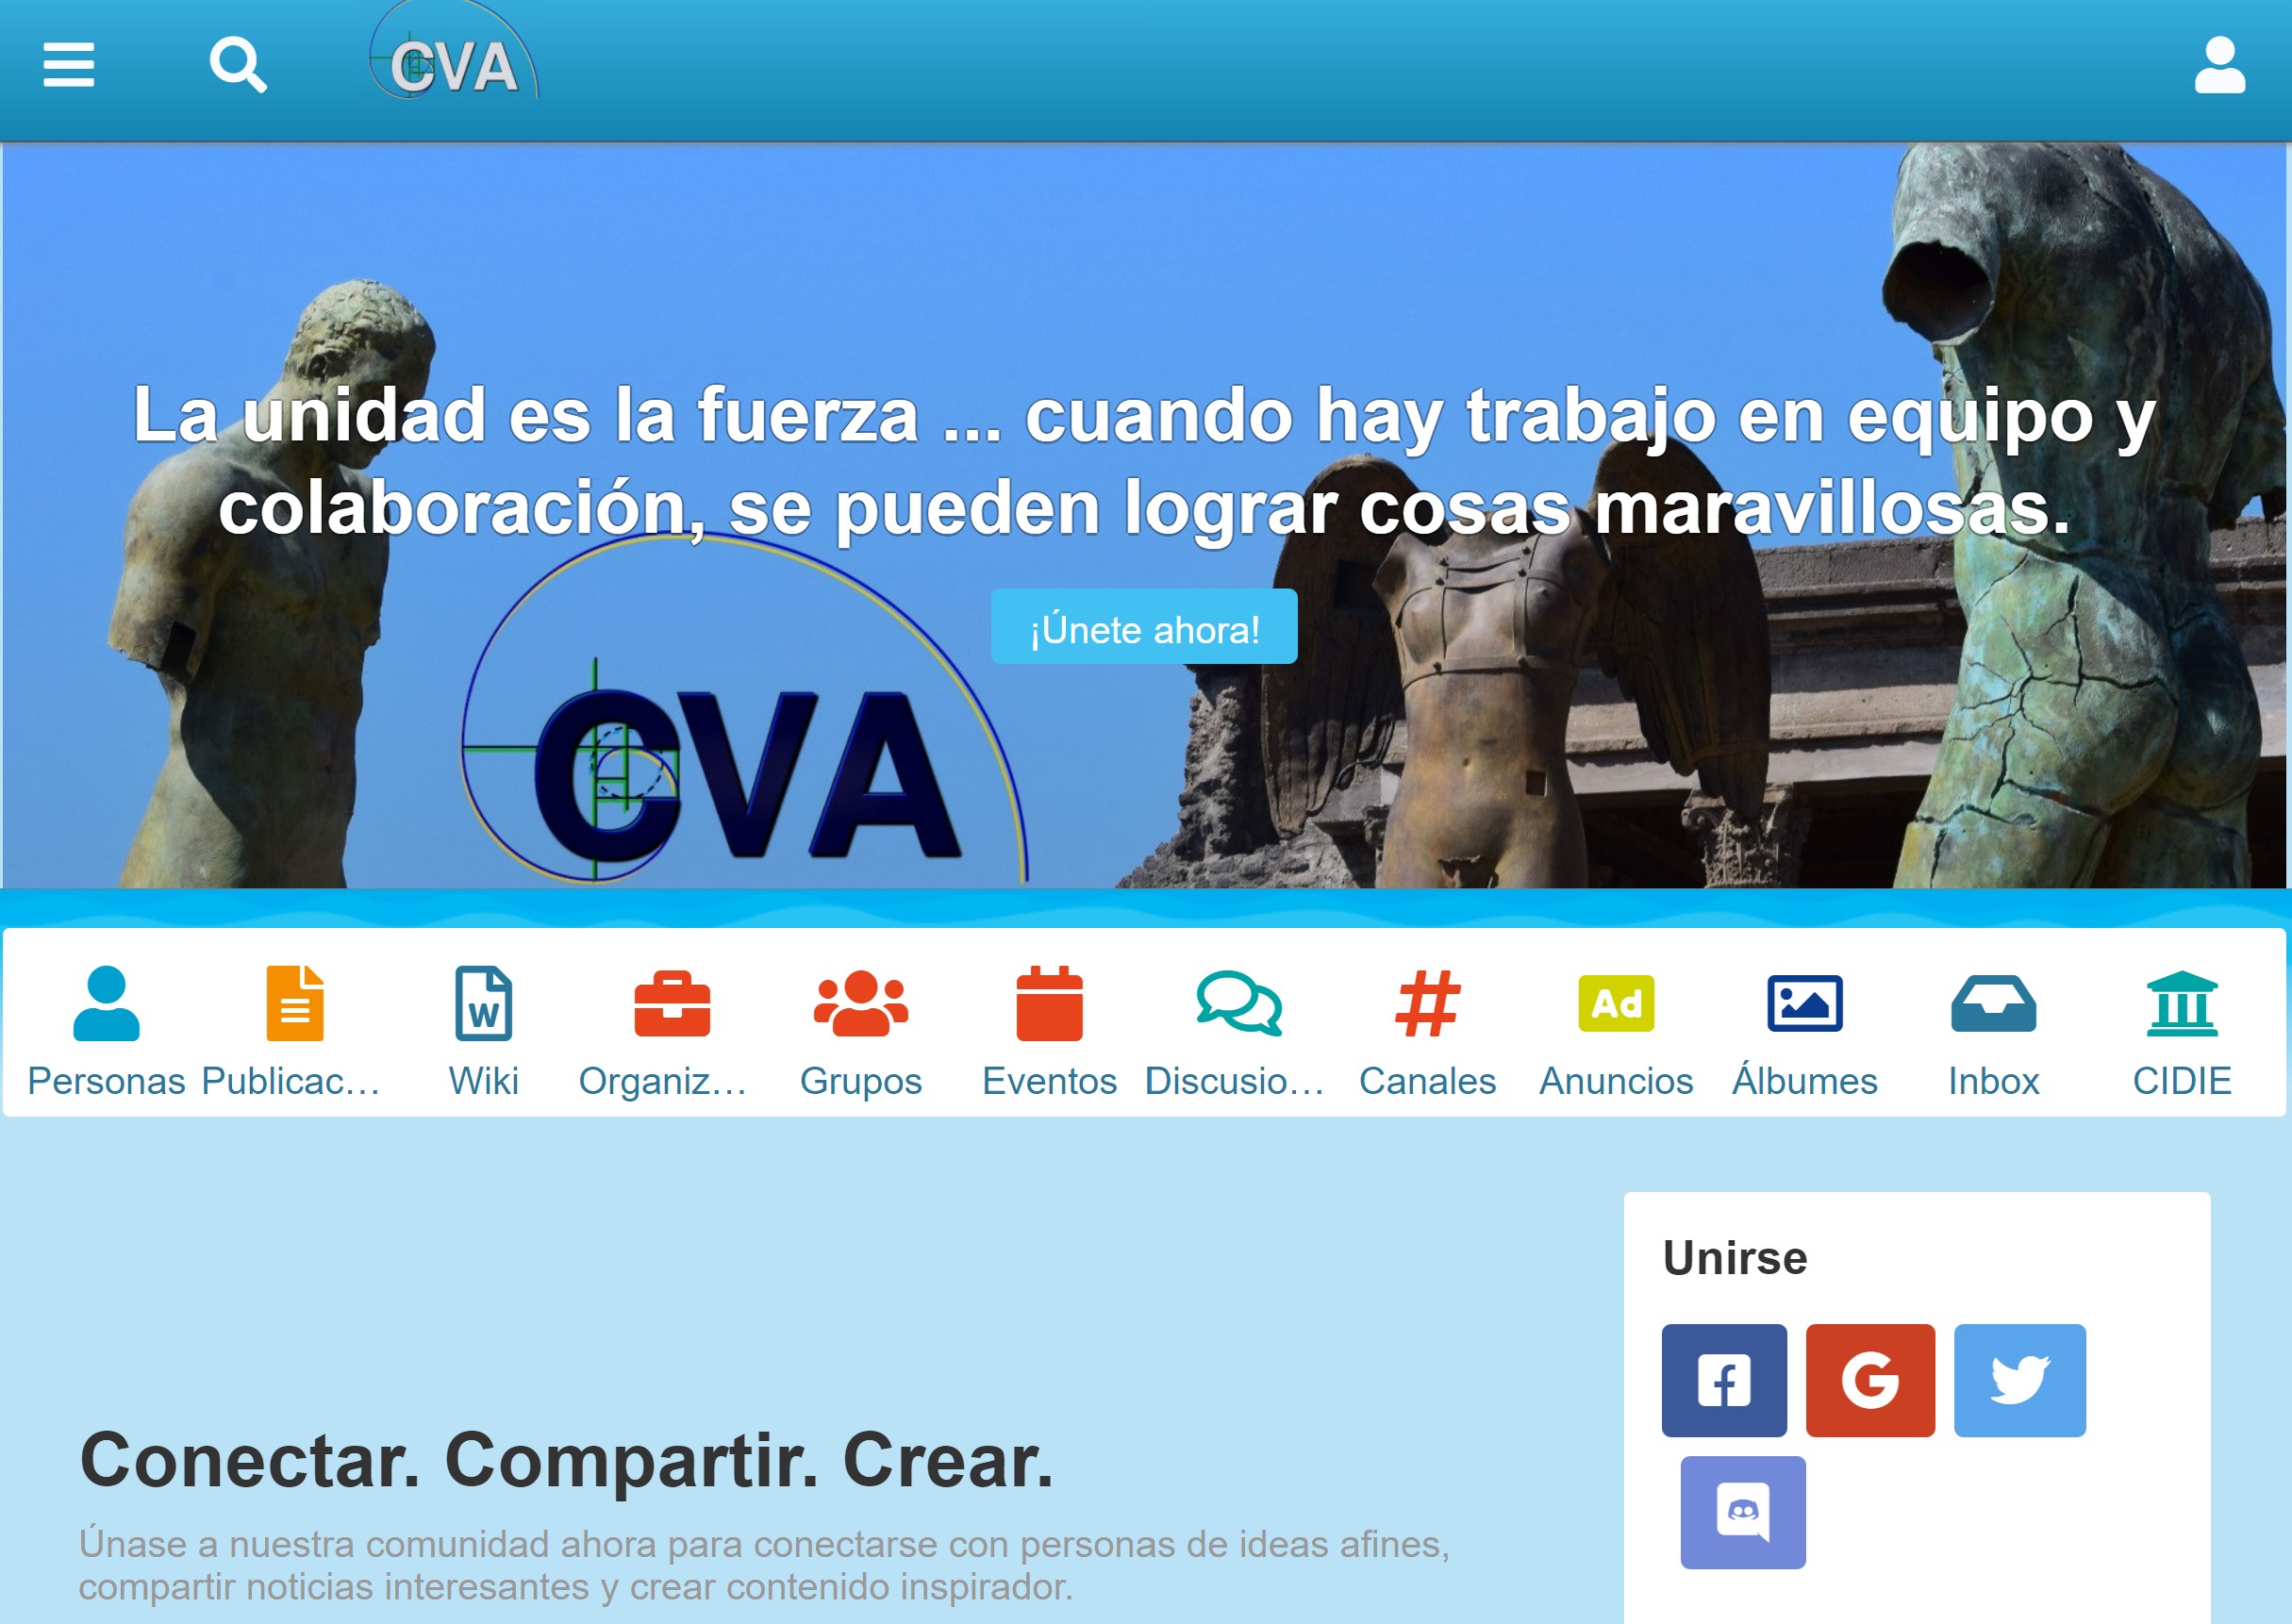 CVA
La unidad es la fuerza ... cuando hay trabajo en equipo y
colaboración, se pueden lograr cosas maravillosas.
¡Únete ahora!
CVA
W
Ad
Personas
Publicac...
Wiki
Organiz...
Grupos
Eventos
Discusio...
Canales
Anuncios
Álbumes
Inbox
CIDIE
Unirse
Conectar. Compartir. Crear.
Únase a nuestra comunidad ahora para conectarse con personas de ideas afines,
compartir noticias interesantes y crear contenido inspirador.